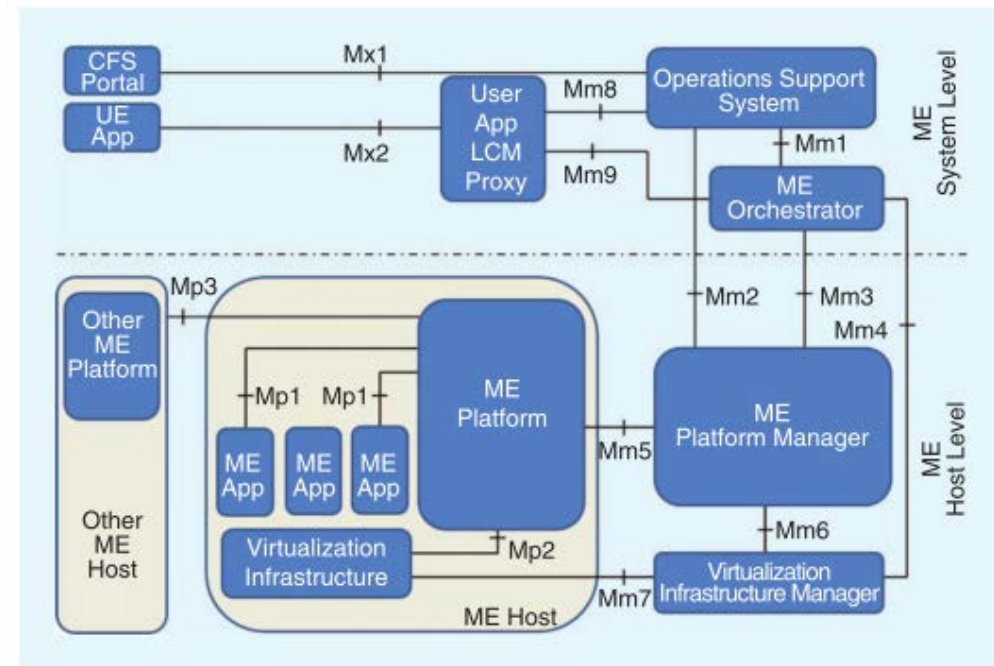 CFS
Portal
Mx1
UE
App
Mx2
User
App
LCM
Proxy
Mm8
Mm9
Operations Support
System
Mm1
ME
Orchestrator
ME
System Level
Mp3
Other
ME
Platform
Other
ME
Host
Mp1
Mp1
ME
App
ME
App
ME
App
ME
Platform
Mp2
Virtualization
Infrastructure
ME Host
Mm2
Mm3
Mm4
Mm5
ME
Platform Manager
Mm6
Mm7
Virtualization
Infrastructure Manager
ME
Host Level